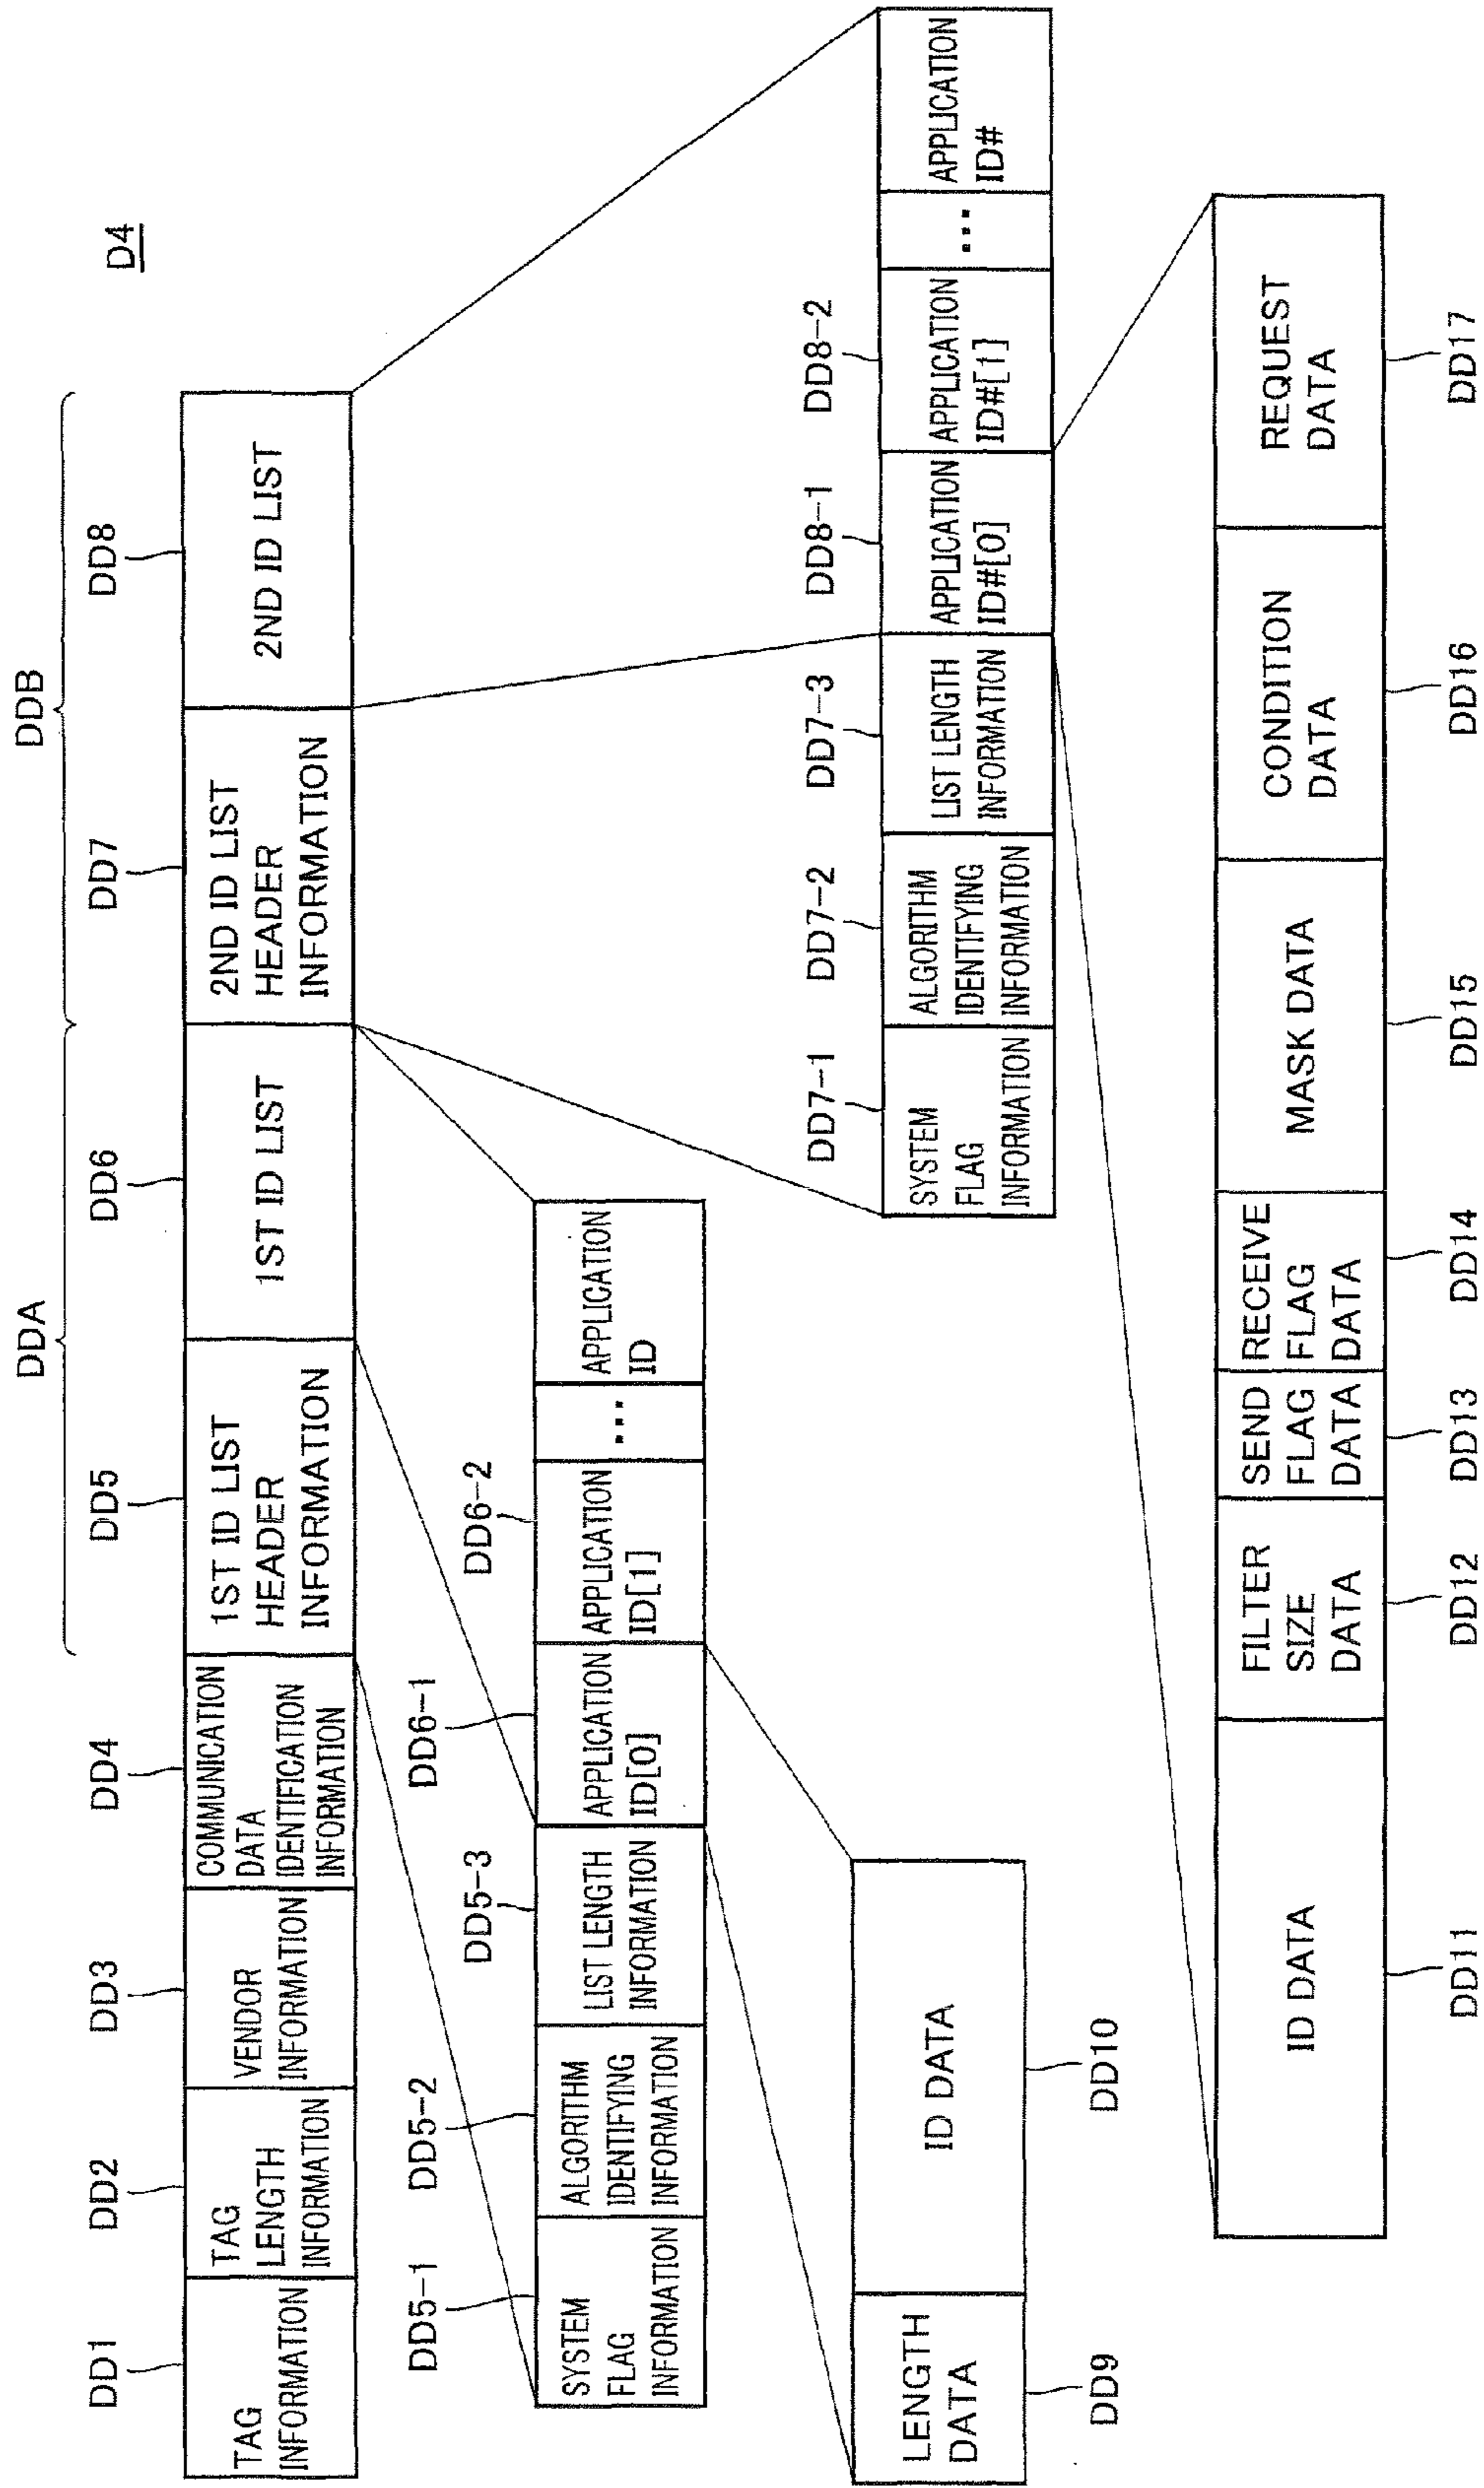 D4
DDA
DDB
DD1
DD2
DD3
DD4
DD5
DD6
DD7
DD8
TAG
INFORMATION
TAG
LENGTH
INFORMATION
VENDOR
INFORMATION
COMMUNICATION
DATA
IDENTIFICATION
INFORMATION
1ST ID LIST
HEADER
INFORMATION
1ST ID LIST
2ND ID LIST
HEADER
INFORMATION
2ND ID LIST
DD5-1
DD5-2
DD5-3
DD6-1
DD6-2
SYSTEM
FLAG
INFORMATION
ALGORITHM
IDENTIFYING
INFORMATION
LIST LENGTH
INFORMATION
APPLICATION
ID[0]
APPLICATION
ID[1]
...
APPLICATION
ID
DD7-1
DD7-2
DD7-3
DD8-1
DD8-2
SYSTEM
FLAG
INFORMATION
ALGORITHM
IDENTIFYING
INFORMATION
LIST LENGTH
INFORMATION
APPLICATION
ID#[0]
APPLICATION
ID#[1]
...
APPLICATION
ID#
LENGTH
DATA
ID DATA
DD9
DD10
ID DATA
FILTER
SIZE
DATA
SEND
FLAG
DATA
RECEIVE
FLAG
DATA
MASK DATA
CONDITION
DATA
REQUEST
DATA
DD11
DD12
DD13
DD14
DD15
DD16
DD17